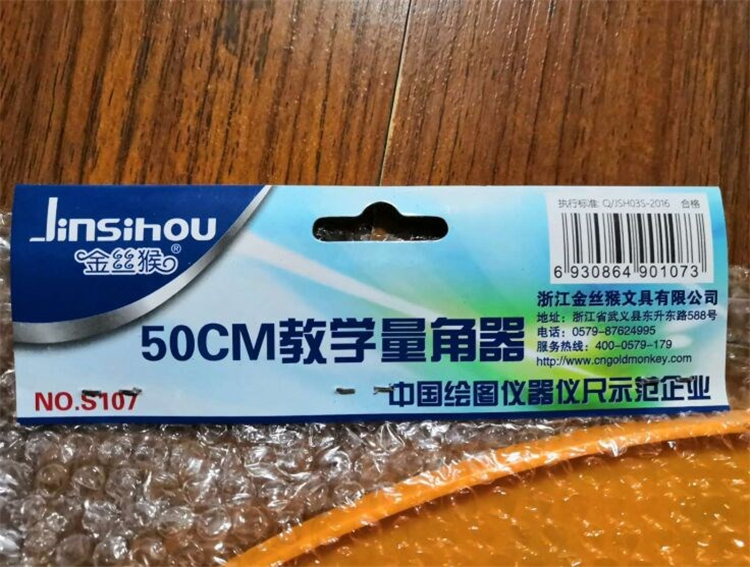 Jinsihou
金丝猴®
50CM教学量角器
NO.S107
执行标准: Q/JSH03S-2016 合格
6 930864 901073
浙江金丝猴文具有限公司
地址: 浙江省武义县东升东路588号
电话: 0579-87624995
服务热线: 400-0579-179
http://www.cngoldmonkey.com
中国绘图仪器仪尺示范企业